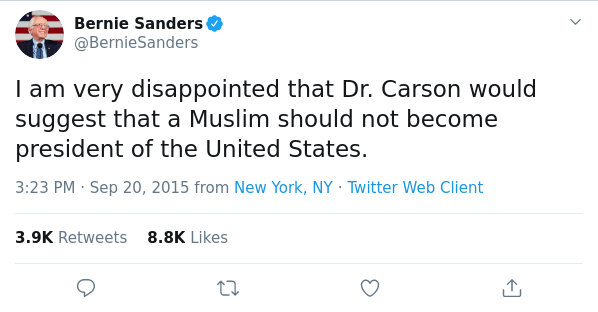 Bernie Sanders
@BernieSanders
I am very disappointed that Dr. Carson would
suggest that a Muslim should not become
president of the United States.
3:23 PM · Sep 20, 2015 from New York, NY · Twitter Web Client
3.9K Retweets 8.8K Likes